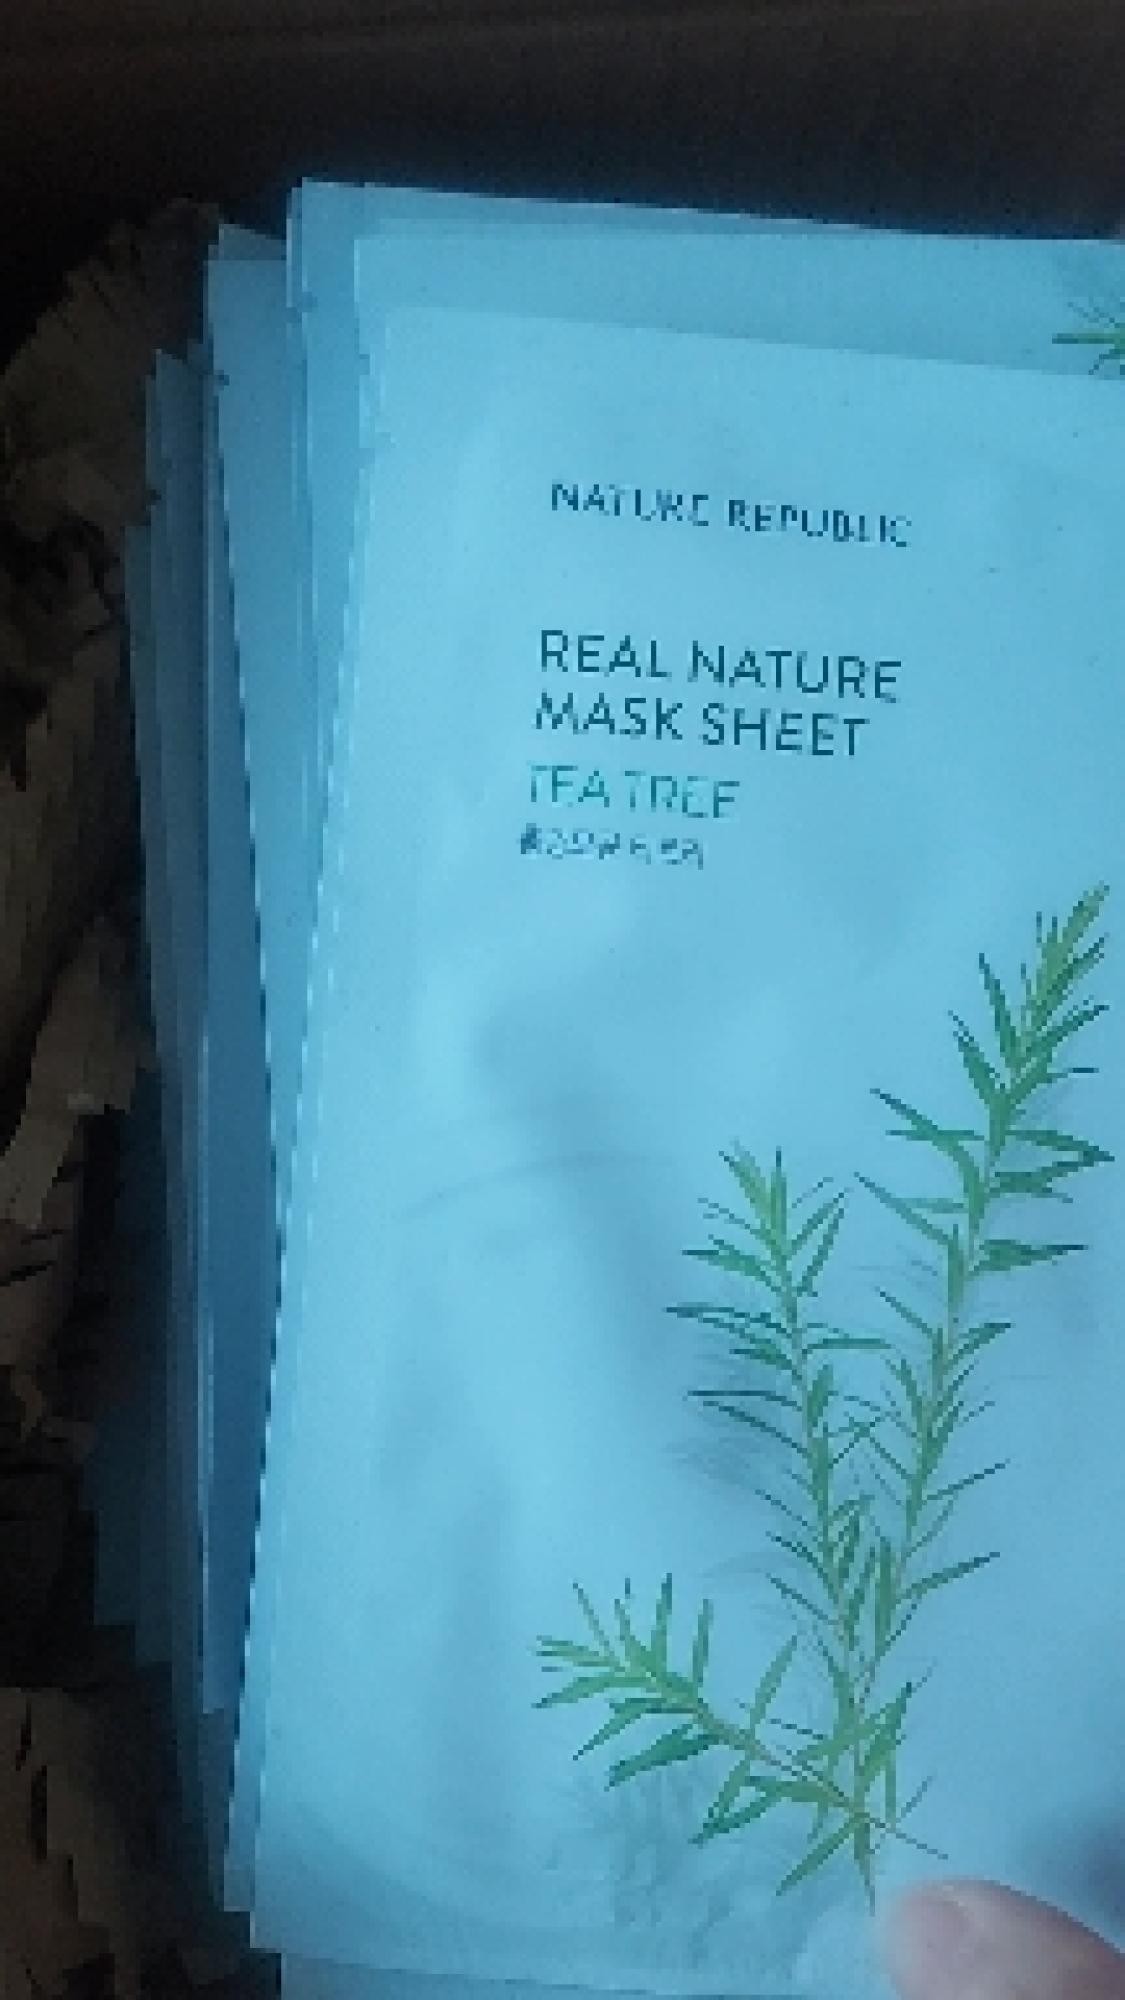 NATURE REPUBLIC
REAL NATURE
MASK SHEET
TEA TREE